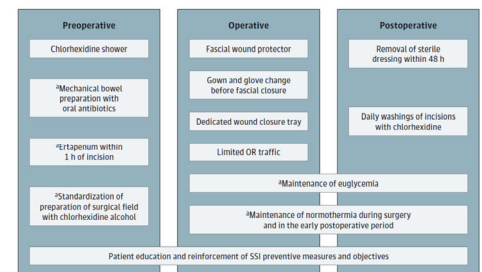 Preoperative
Chlorhexidine shower
ᵃMechanical bowel
preparation with
oral antibiotics
ᵃErtapenum within
1 h of incision
ᵃStandardization of
preparation of surgical field
with chlorhexidine alcohol
Operative
Fascial wound protector
Gown and glove change
before fascial closure
Dedicated wound closure tray
Limited OR traffic
Postoperative
Removal of sterile
dressing within 48 h
Daily washings of incisions
with chlorhexidine
ᵃMaintenance of euglycemia
ᵃMaintenance of normothermia during surgery
and in the early postoperative period
Patient education and reinforcement of SSI preventive measures and objectives